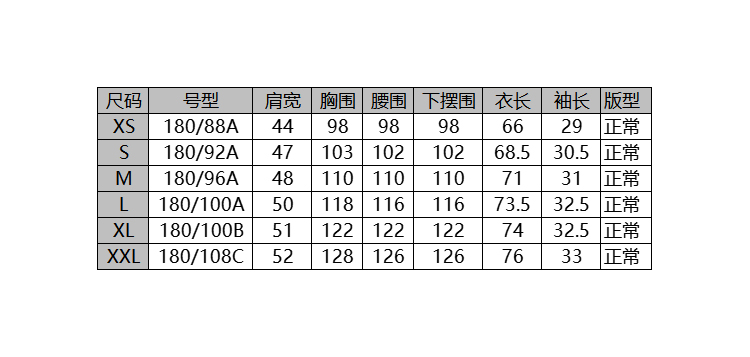 尺码 号型 肩宽 胸围 腰围 下摆围 衣长 袖长 版型
XS 180/88A 44 98 98 98 66 29 正常
S 180/92A 47 103 102 102 68.5 30.5 正常
M 180/96A 48 110 110 110 71 31 正常
L 180/100A 50 118 116 116 73.5 32.5 正常
XL 180/100B 51 122 122 122 74 32.5 正常
XXL 180/108C 52 128 126 126 76 33 正常